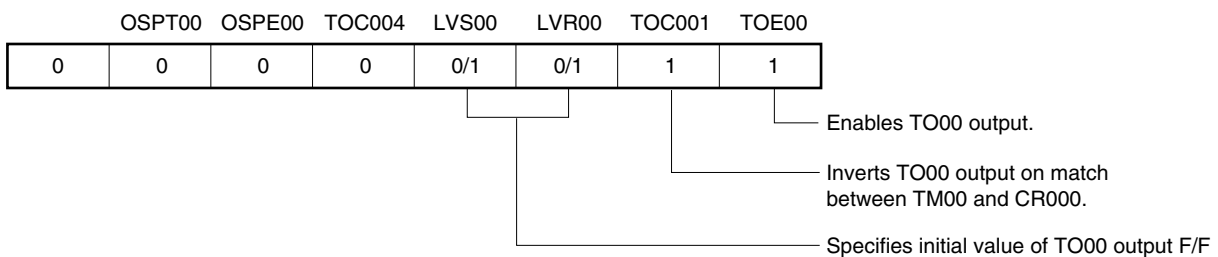 OSPT00 OSPE00 TOC004 LVS00 LVR00 TOC001 TOE00
0 0 0 0 0/1 0/1 1 1
Enables TO00 output.
Inverts TO00 output on match
between TM00 and CR000.
Specifies initial value of TO00 output F/F